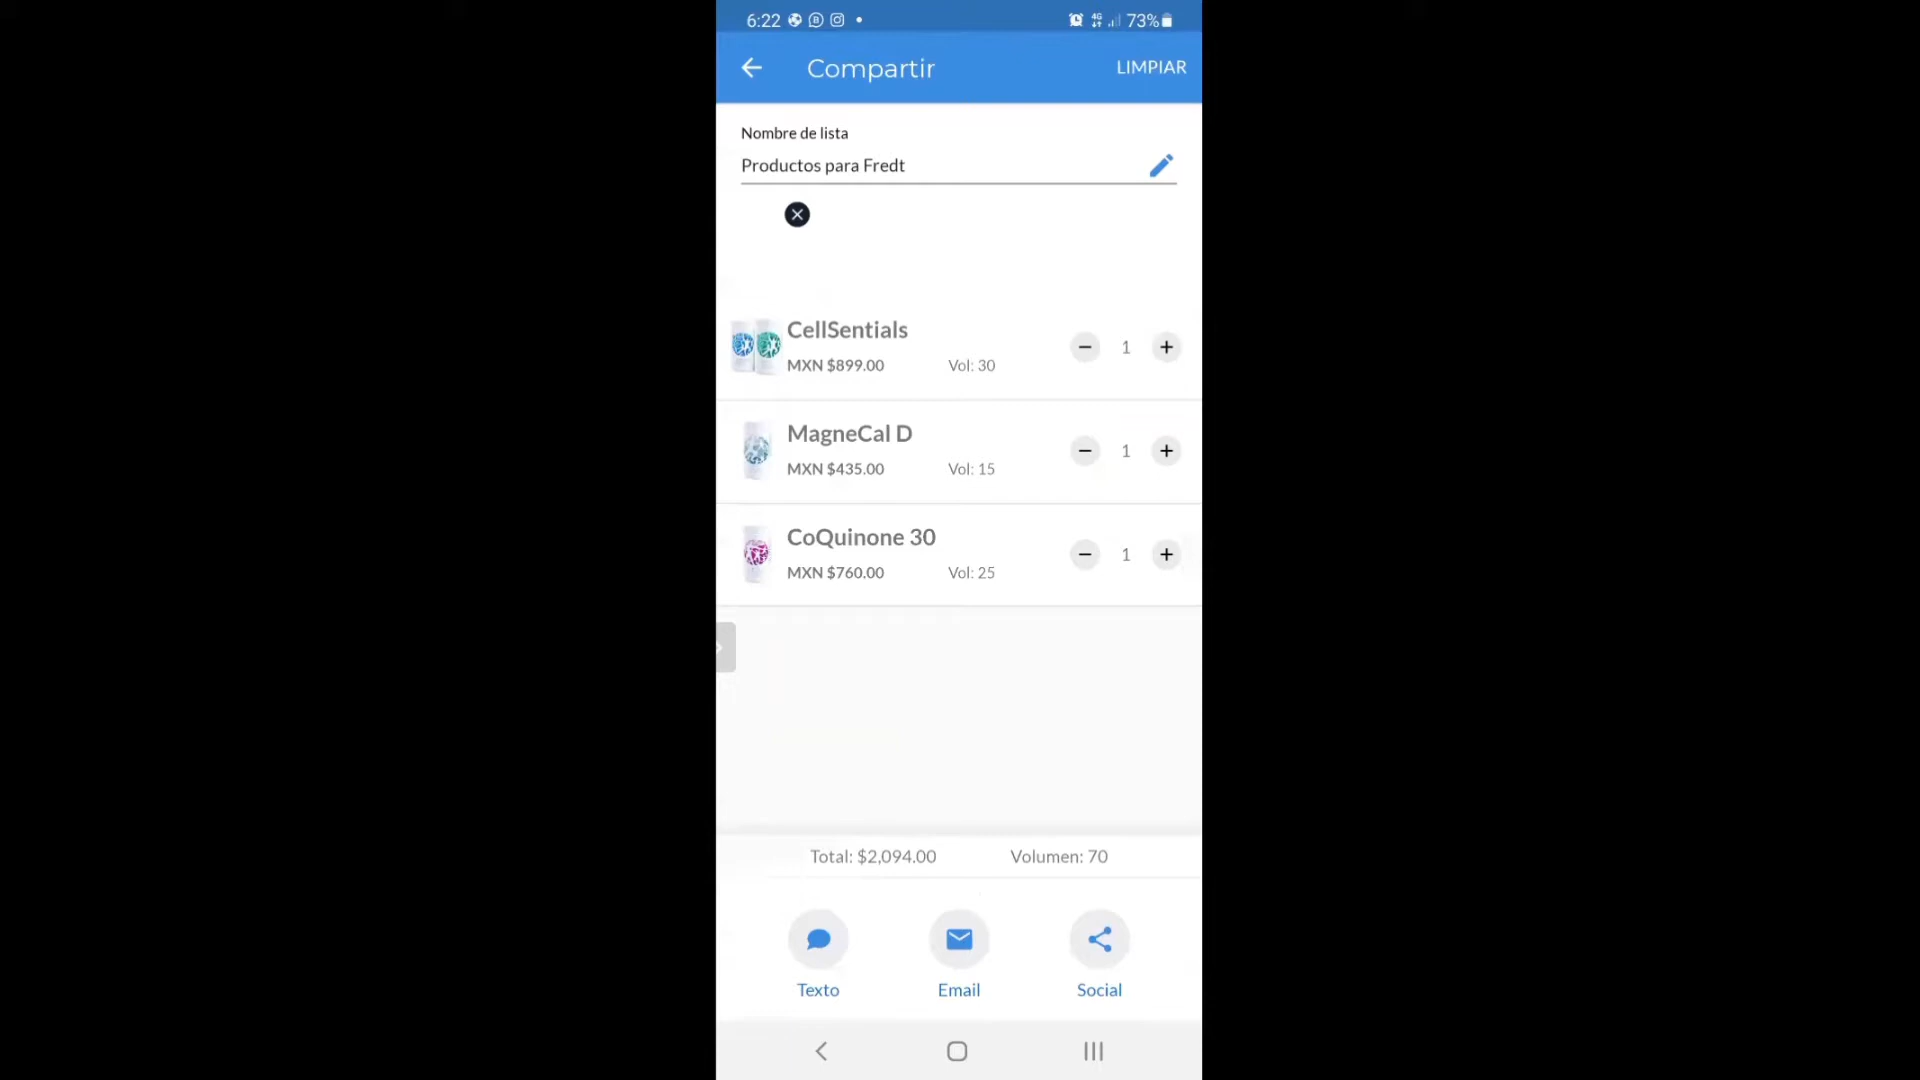 6:22 73%
Compartir LIMPIAR
Nombre de lista
Productos para Fredt
CellSentials
MXN $899.00 Vol: 30
1
MagneCal D
MXN $435.00 Vol: 15
1
CoQuinone 30
MXN $760.00 Vol: 25
1
Total: $2,094.00 Volumen: 70
Texto Email Social